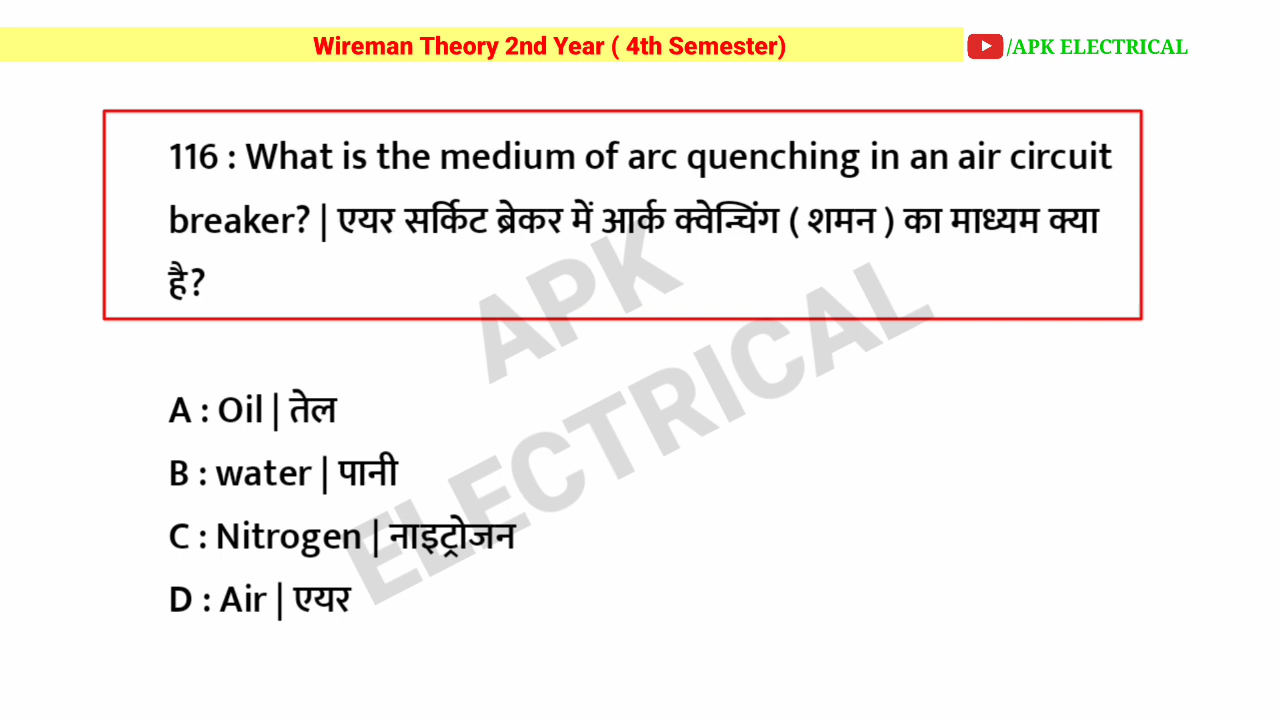 Wireman Theory 2nd Year ( 4th Semester)
/APK ELECTRICAL
116 : What is the medium of arc quenching in an air circuit
breaker? | एयर सर्किट ब्रेकर में आर्क क्वेन्चिंग ( शमन ) का माध्यम क्या
है?
APK
ELECTRICAL
A : Oil | तेल
B : water | पानी
C : Nitrogen | नाइट्रोजन
D : Air | एयर